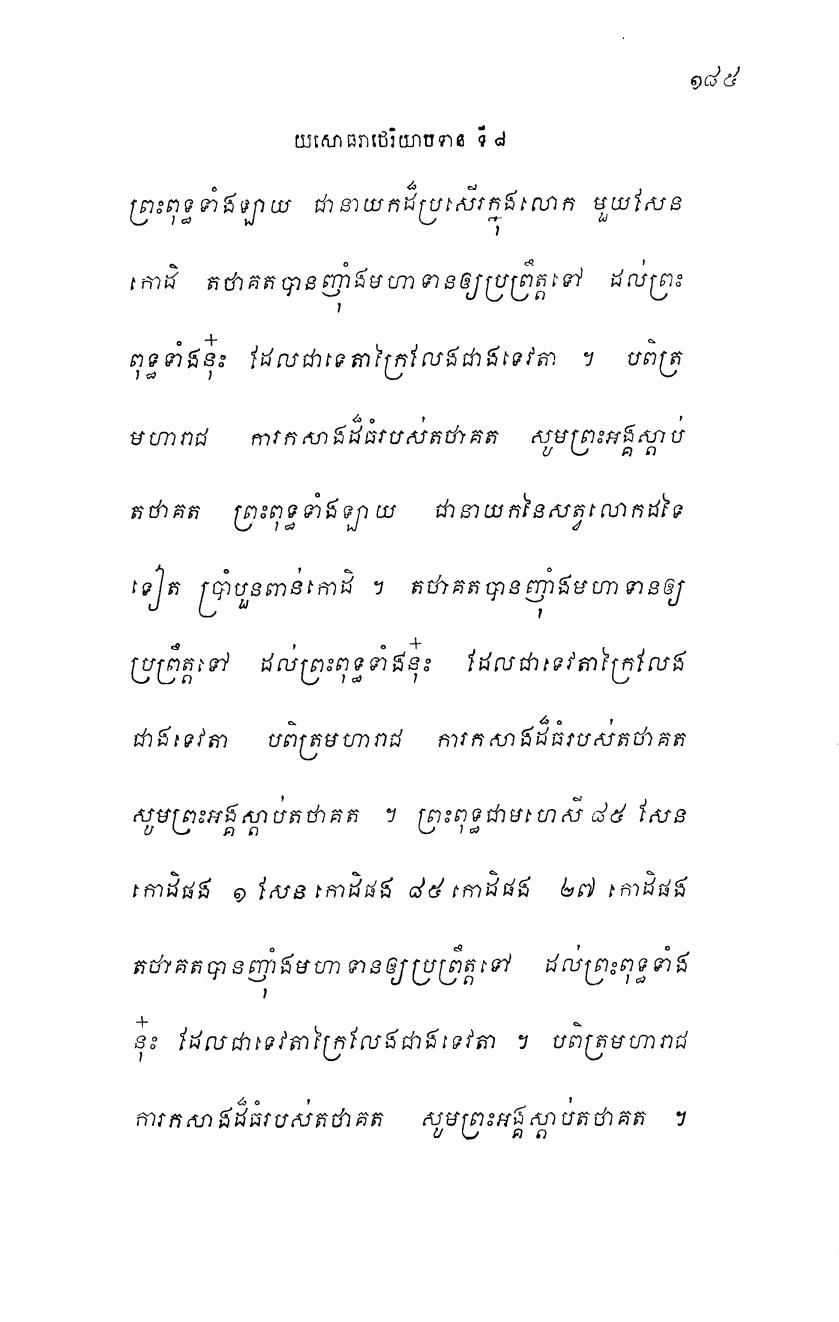 ១៨៥
យសោធរាថេរិយាបទាន ទី ៨
ព្រះពុទ្ធទាំងឡាយ ជានាយកដ៏ប្រសើរក្នុងលោក មួយសែន
កោដិ តថាគតបានញុំាងមហាទានឲ្យប្រព្រឹត្តទៅ ដល់ព្រះ
ពុទ្ធទាំងនុ៎ះ ដែលជាទេតាក្រៃលែងជាងទេវតា ។ បពិត្រ
មហារាជ ការកសាងដ៏ធំរបស់តថាគត សូមព្រះអង្គស្តាប់
តថាគត ព្រះពុទ្ធទាំងឡាយ ជានាយកនៃសត្វលោកដទៃ
ទៀត ប្រាំបួនពាន់កោដិ ។ តថាគតបានញុំាងមហាទានឲ្យ
ប្រព្រឹត្តទៅ ដល់ព្រះពុទ្ធទាំងនុ៎ះ ដែលជាទេវតាក្រៃលែង
ជាងទេវតា បពិត្រមហារាជ ការកសាងដ៏ធំរបស់តថាគត
សូមព្រះអង្គស្តាប់តថាគត ។ ព្រះពុទ្ធជាមហេសី ៨៥ សែន
កោដិផង ១ សែនកោដិផង ៨៥ កោដិផង ២៧ កោដិផង
តថាគតបានញុំាងមហាទានឲ្យប្រព្រឹត្តទៅ ដល់ព្រះពុទ្ធទាំង
នុ៎ះ ដែលជាទេវតាក្រៃលែងជាងទេវតា ។ បពិត្រមហារាជ
ការកសាងដ៏ធំរបស់តថាគត សូមព្រះអង្គស្តាប់តថាគត ។